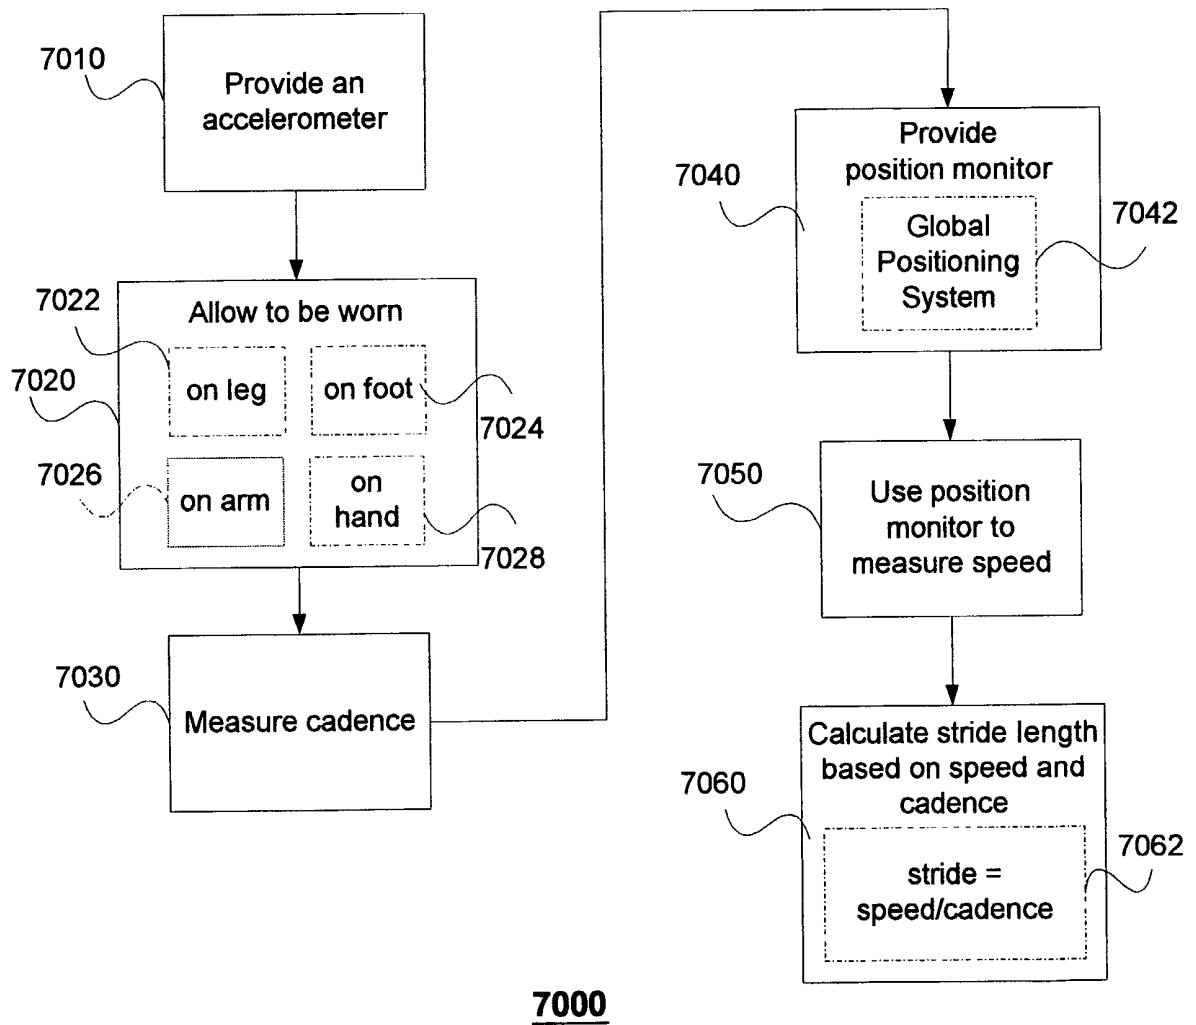 7010
Provide an
accelerometer
7022
Allow to be worn
7020
on leg
on foot
7024
7026
on arm
on
hand
7028
7030
Measure cadence
Provide
position monitor
7040
7042
Global
Positioning
System
7050
Use position
monitor to
measure speed
Calculate stride length
based on speed and
cadence
7060
7062
stride =
speed/cadence
7000